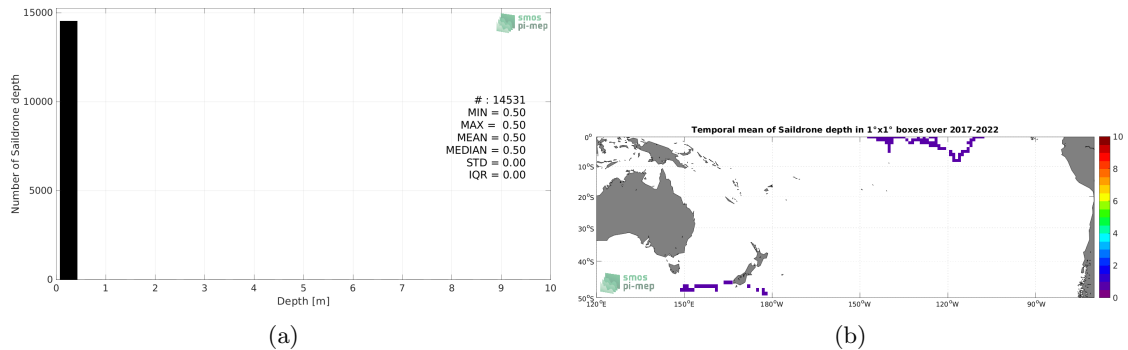 15000
10000
5000
0
Number of Saildrone depth
smos
pi-mep
# : 14531
MIN = 0.50
MAX = 0.50
MEAN = 0.50
MEDIAN = 0.50
STD = 0.00
IQR = 0.00
0 1 2 3 4 5 6 7 8 9 10
Depth [m]
(a)
Temporal mean of Saildrone depth in 1°x1° boxes over 2017-2022
0°
10°S
20°S
30°S
40°S
50°S
120°E 150°E 180°W 150°W 120°W 90°W
smos
pi-mep
10
8
6
4
2
0
(b)